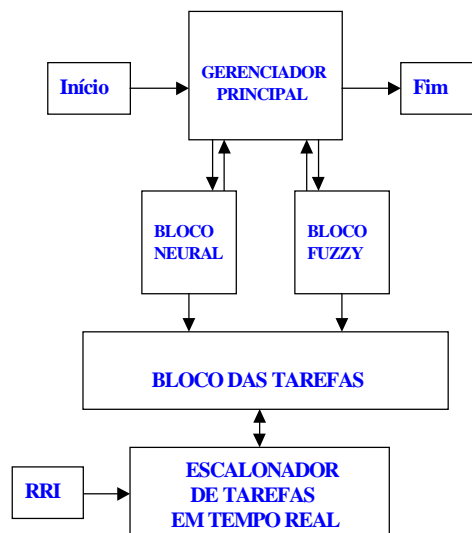 Início
GERENCIADOR
PRINCIPAL
Fim
BLOCO
NEURAL
BLOCO
FUZZY
BLOCO DAS TAREFAS
RRI
ESCALONADOR
DE TAREFAS
EM TEMPO REAL